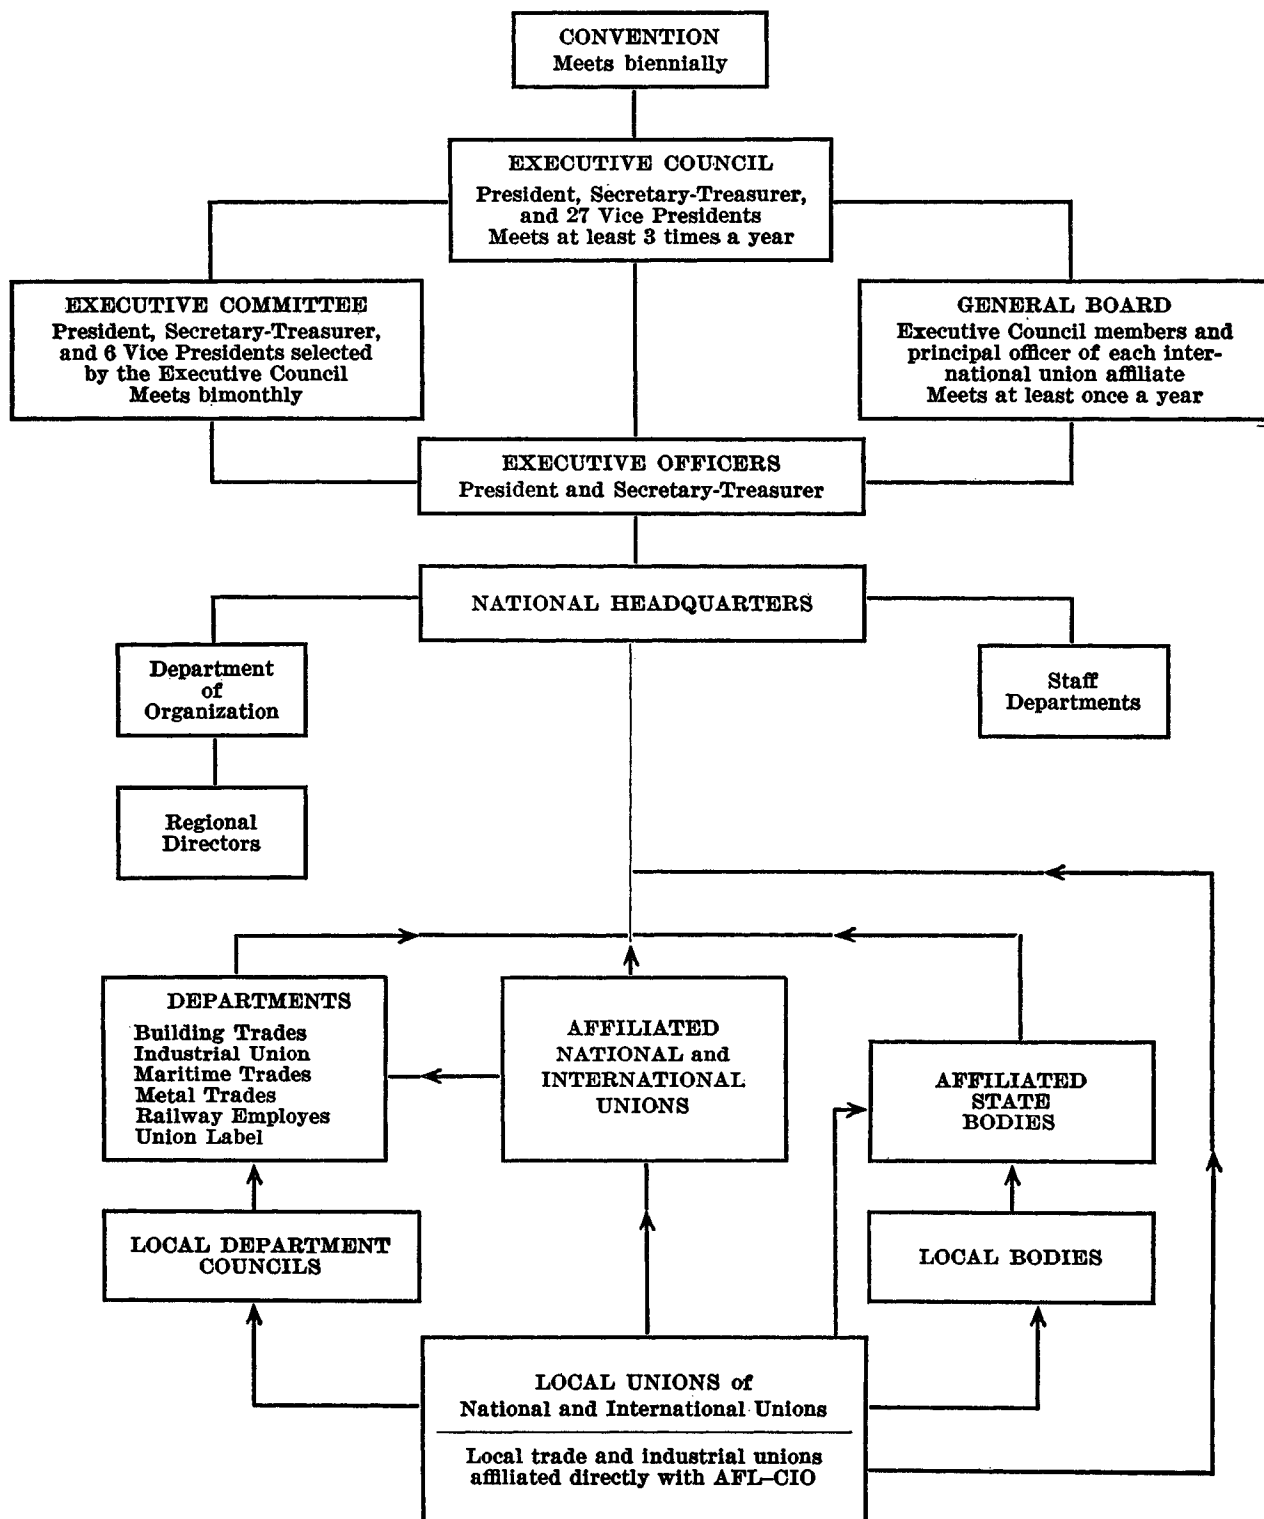 CONVENTION
Meets biennially
EXECUTIVE COUNCIL
President, Secretary-Treasurer,
and 27 Vice Presidents
Meets at least 3 times a year
EXECUTIVE COMMITTEE
President, Secretary-Treasurer,
and 6 Vice Presidents selected
by the Executive Council
Meets bimonthly
GENERAL BOARD
Executive Council members and
principal officer of each inter-
national union affiliate
Meets at least once a year
EXECUTIVE OFFICERS
President and Secretary-Treasurer
NATIONAL HEADQUARTERS
Department
of
Organization
Staff
Departments
Regional
Directors
DEPARTMENTS
Building Trades
Industrial Union
Maritime Trades
Metal Trades
Railway Employes
Union Label
AFFILIATED
NATIONAL and
INTERNATIONAL
UNIONS
AFFILIATED
STATE
BODIES
LOCAL DEPARTMENT
COUNCILS
LOCAL BODIES
LOCAL UNIONS of
National and International Unions
Local trade and industrial unions
affiliated directly with AFL–CIO